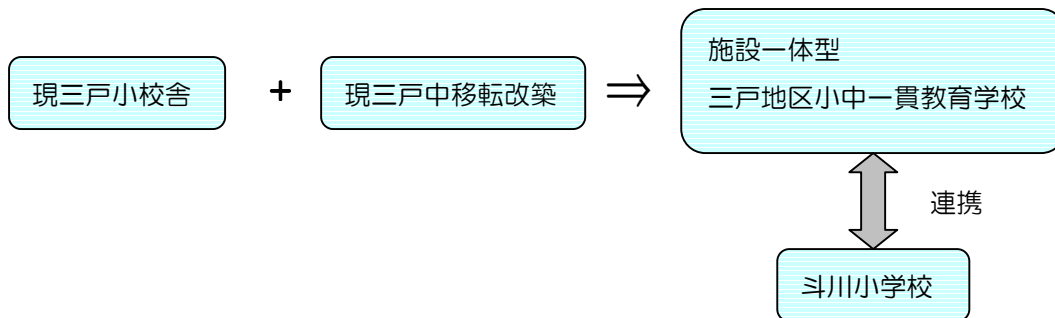 現三戸小校舎
+
現三戸中移転改築
⇒
施設一体型
三戸地区小中一貫教育学校
連携
斗川小学校